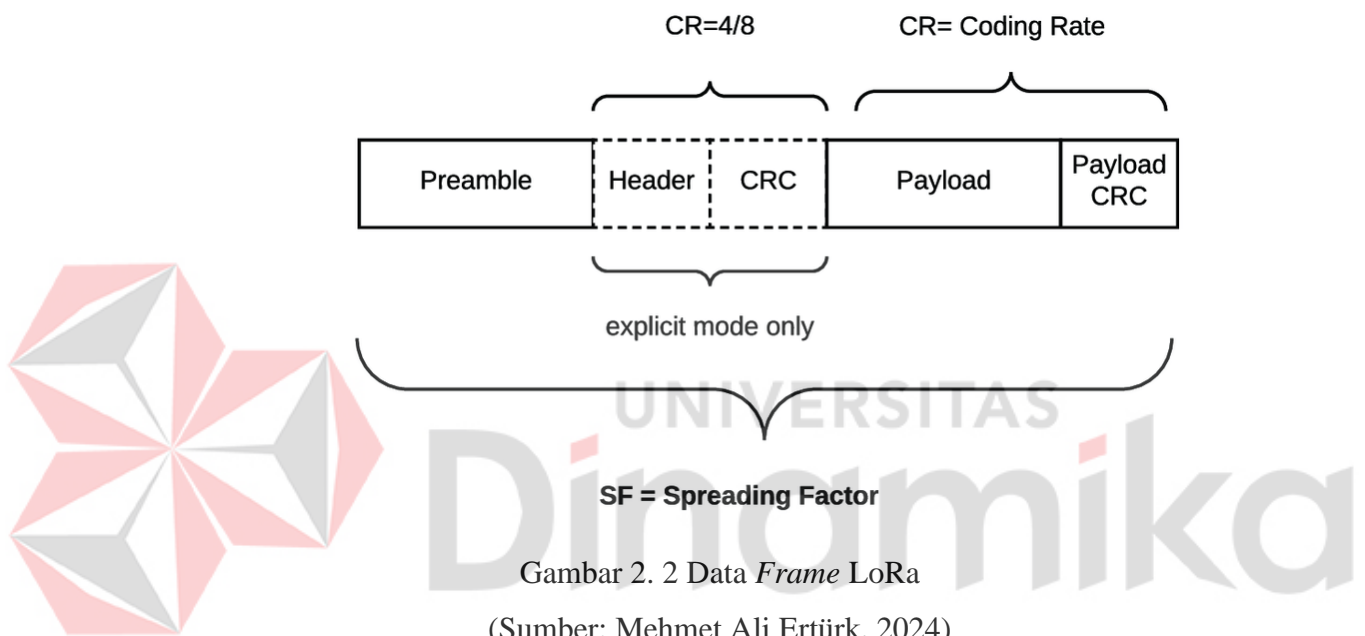 CR=4/8 CR= Coding Rate
Preamble Header CRC Payload Payload CRC
explicit mode only
UNIVERSITAS
Dinamika
SF = Spreading Factor
Gambar 2. 2 Data Frame LoRa
(Sumber: Mehmet Ali Ertürk, 2024)